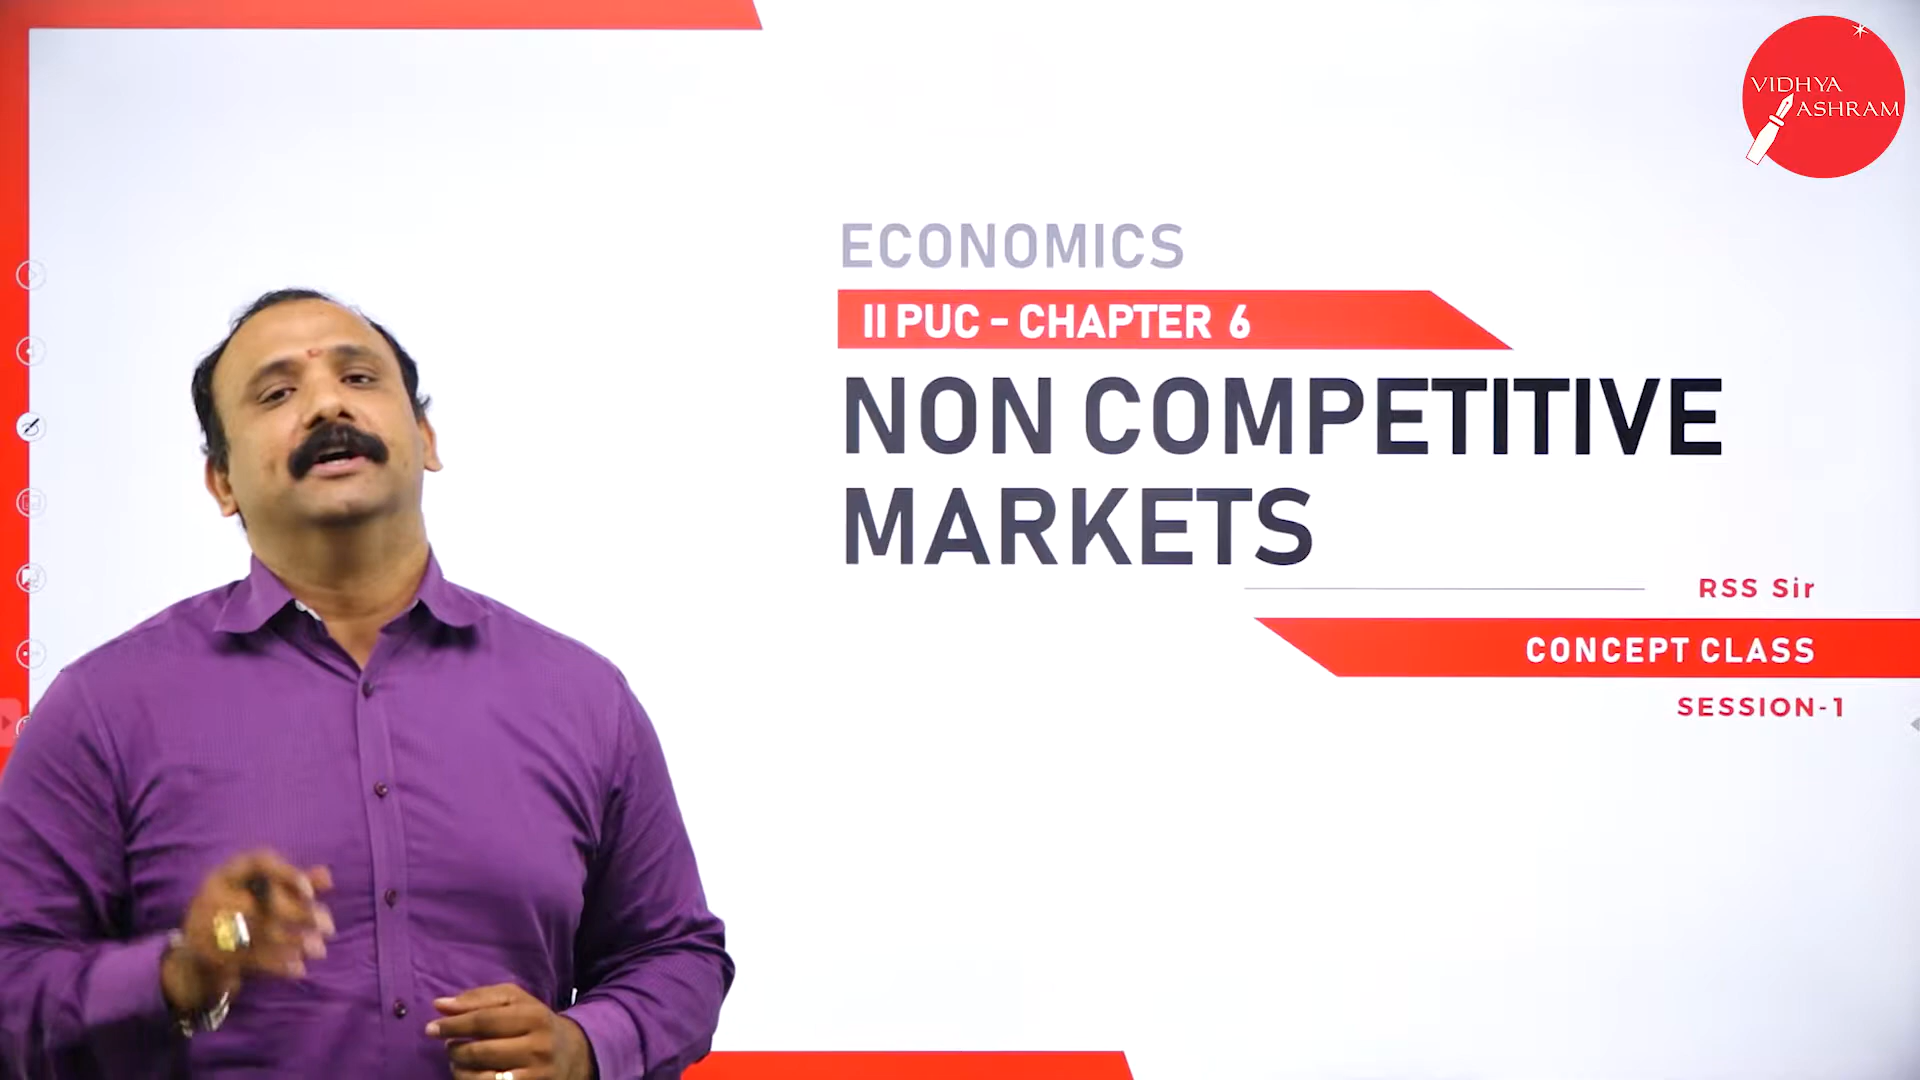 VIDHYA
ASHRAM
ECONOMICS
II PUC - CHAPTER 6
NON COMPETITIVE
MARKETS
RSS Sir
CONCEPT CLASS
SESSION-1